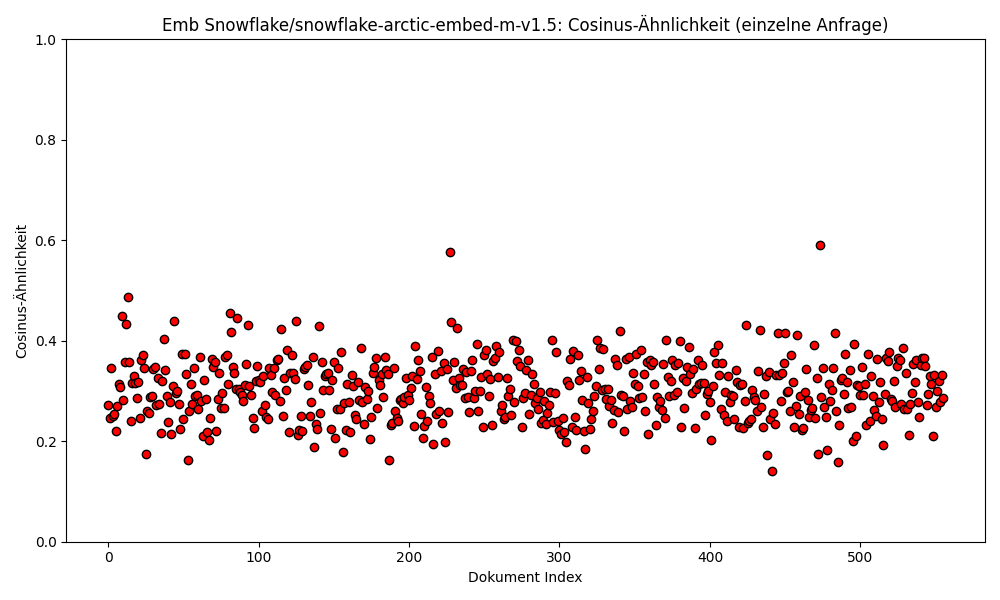 Emb Snowflake/snowflake-arctic-embed-m-v1.5: Cosinus-Ähnlichkeit (einzelne Anfrage)
1.0
0.8
0.6
0.4
0.2
0.0
Cosinus-Ähnlichkeit
0 100 200 300 400 500
Dokument Index